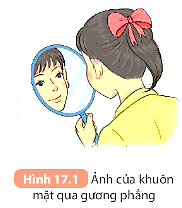 Hình 17.1 Ảnh của khuôn
mặt qua gương phẳng